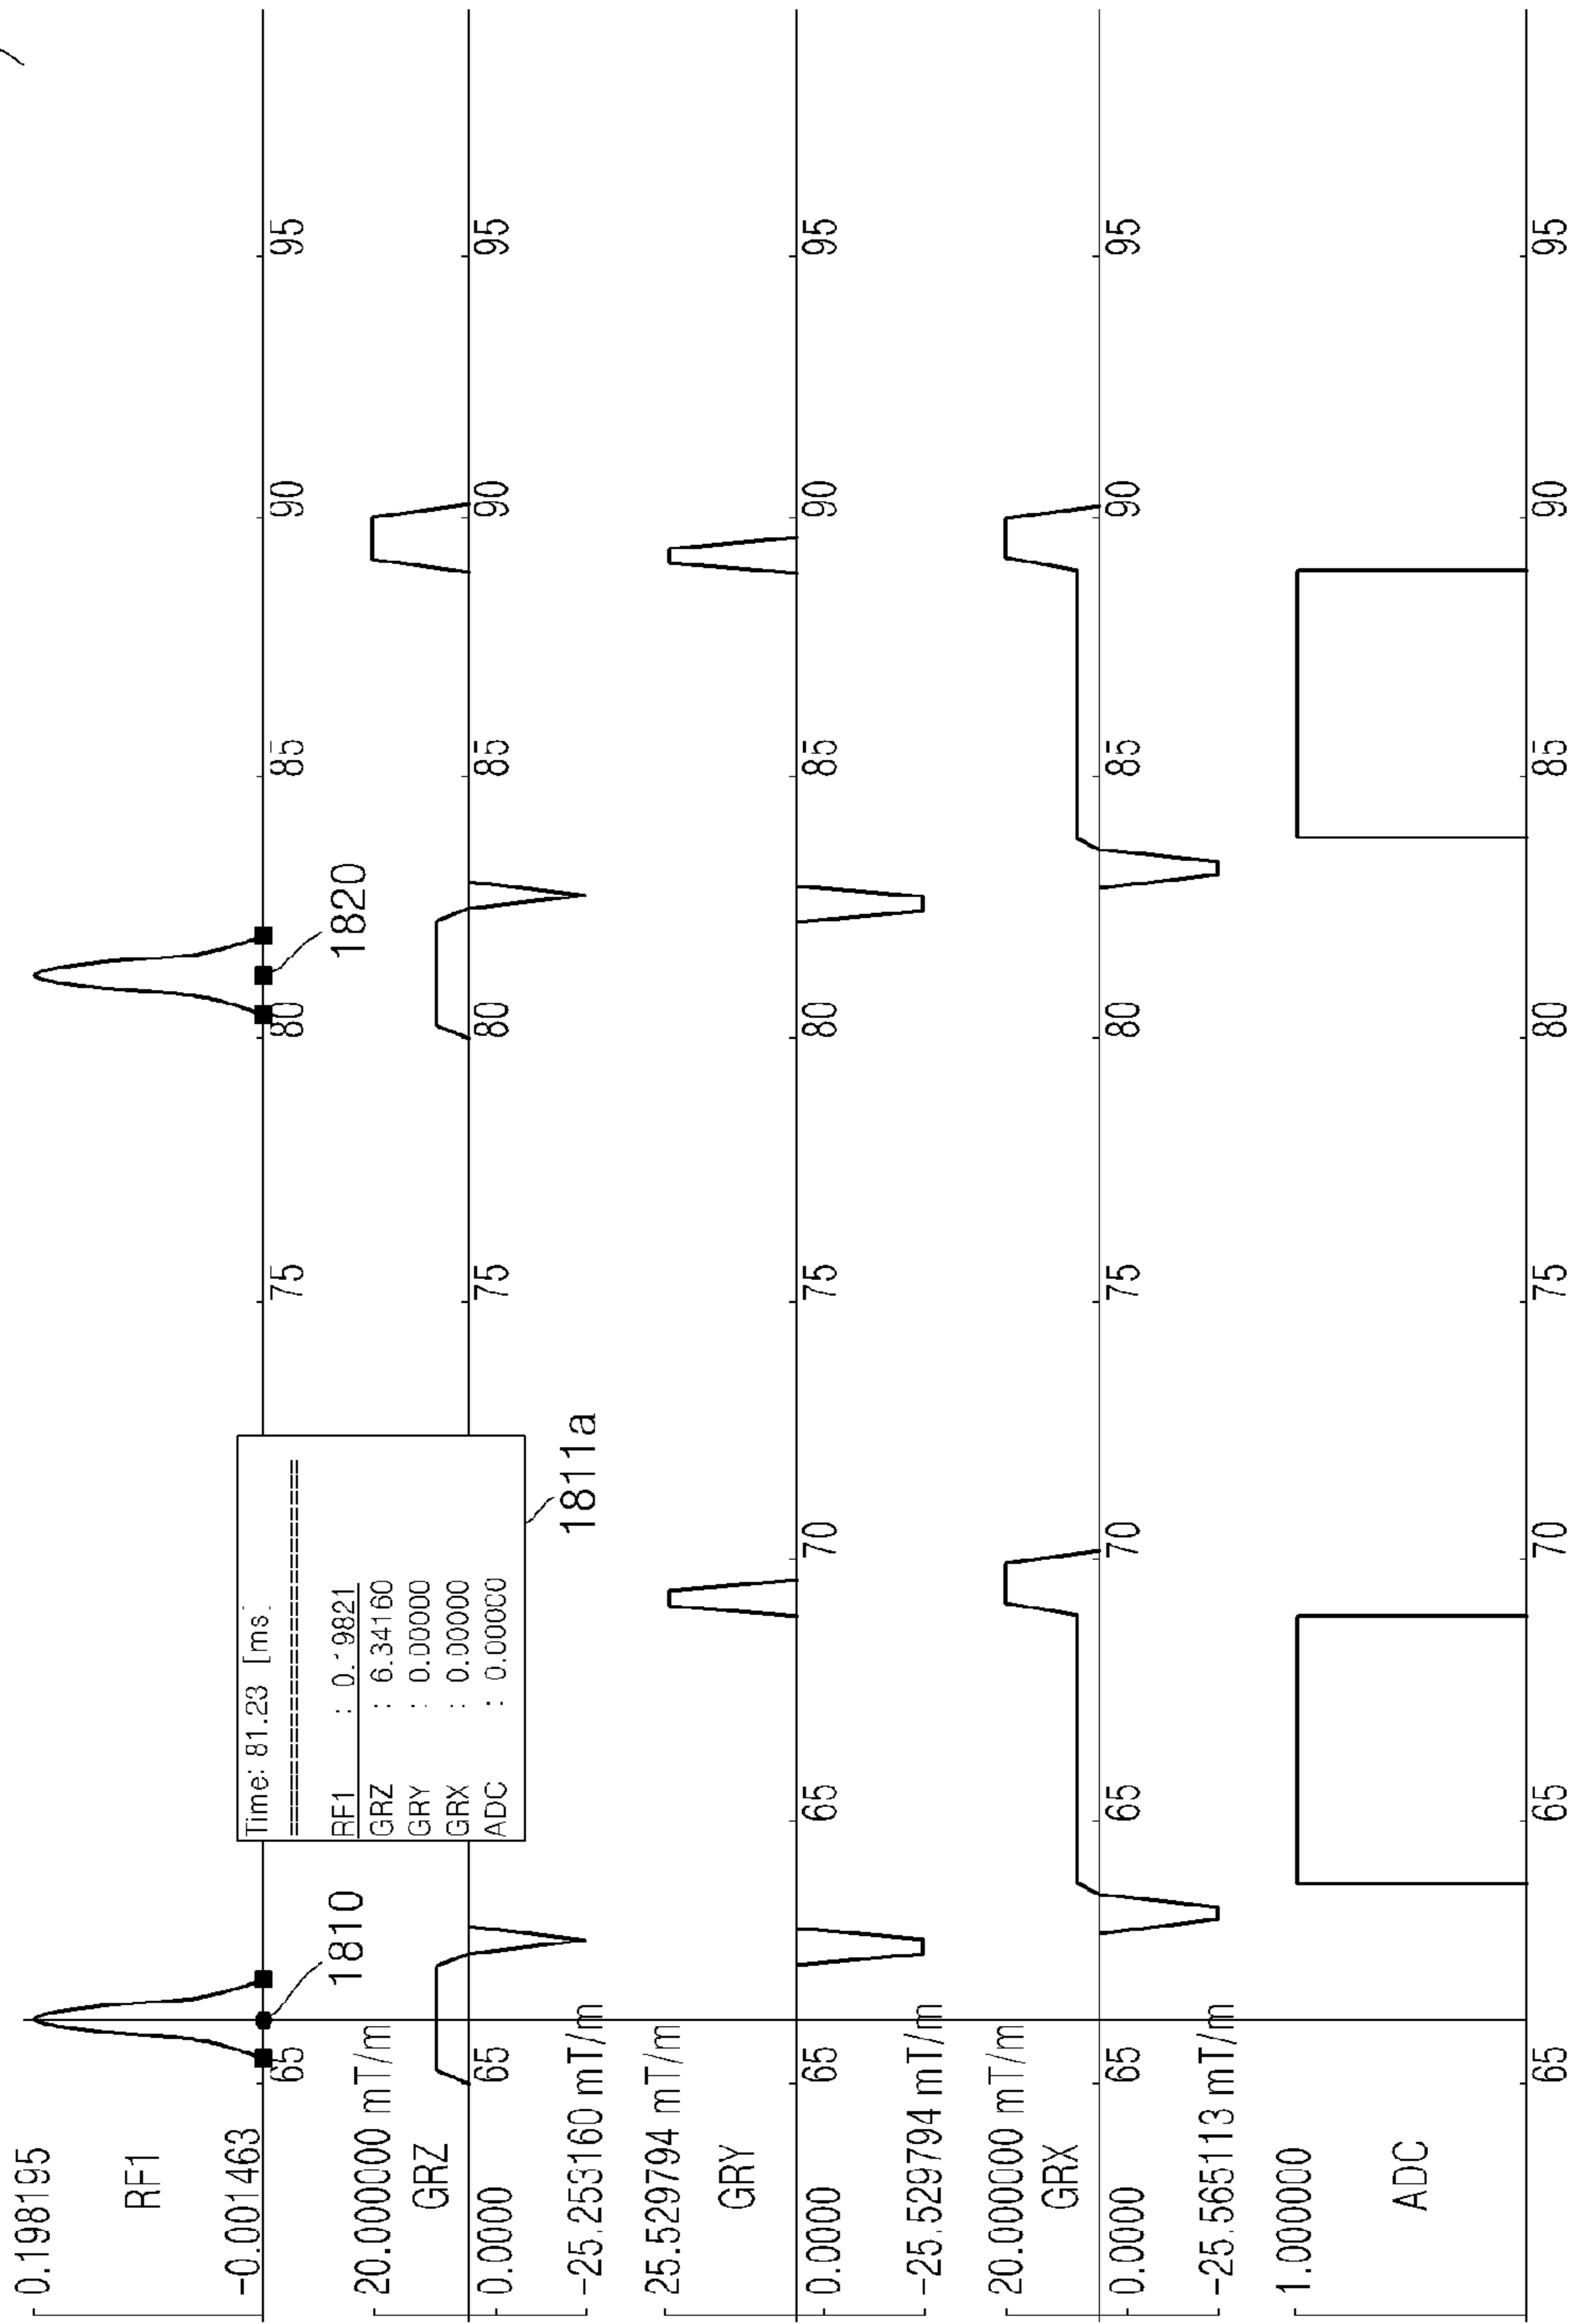 0.198195
RF1
-0.001463
65 75 80 85 90 95
1810
1820
Time: 81.23 [ms]
==============================
RF1 : 0.19821
GRZ : 6.34160
GRY : 0.00000
GRX : 0.00000
ADC : 0.00000
1811a
20.000000 mT/m
GRZ
0.0000
-25.253160 mT/m
65 75 80 85 90 95
25.529794 mT/m
GRY
0.0000
-25.529794 mT/m
65 65 70 75 80 85 90 95
20.000000 mT/m
GRX
0.0000
-25.565113 mT/m
65 65 70 75 80 85 90 95
1.000000
ADC
65 65 70 75 80 85 90 95